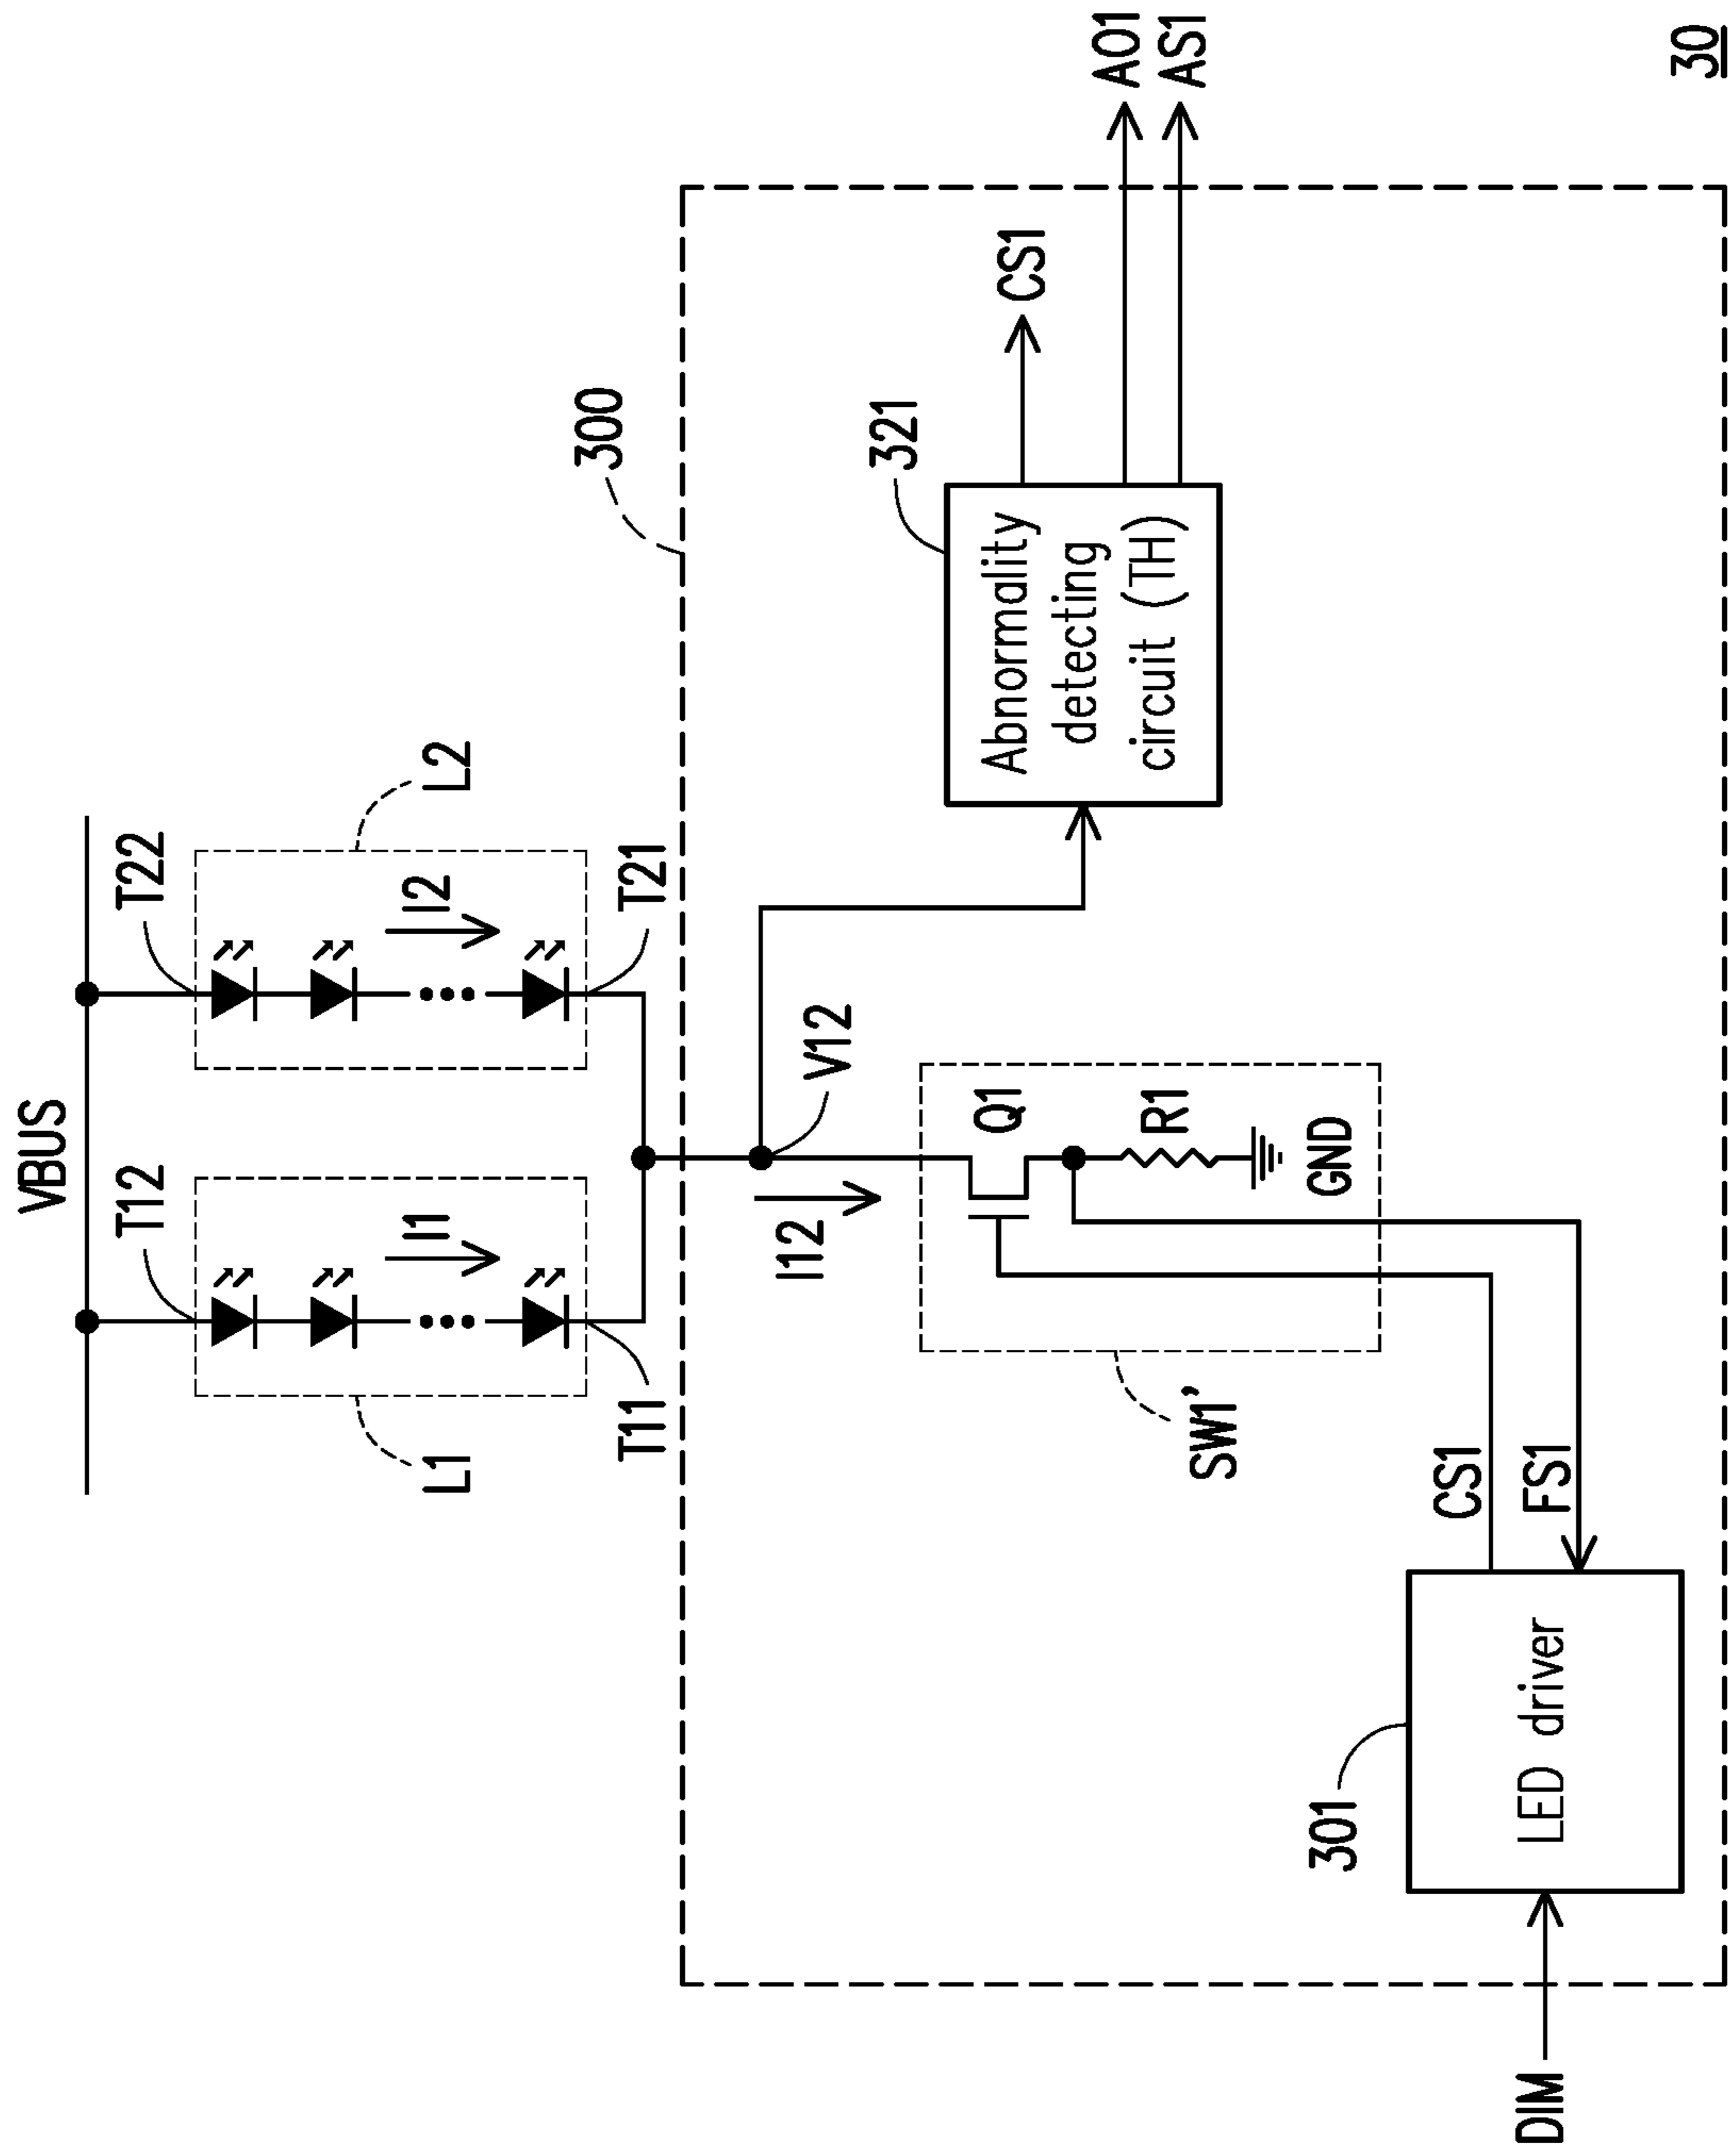 VBUS
T12
T22
L1
I1
I2
L2
T11
T21
300
I12
V12
321
CS1
Abnormality
detecting
circuit (TH)
AO1
AS1
Q1
R1
GND
SW1'
CS1
FS1
301
LED driver
DIM
30